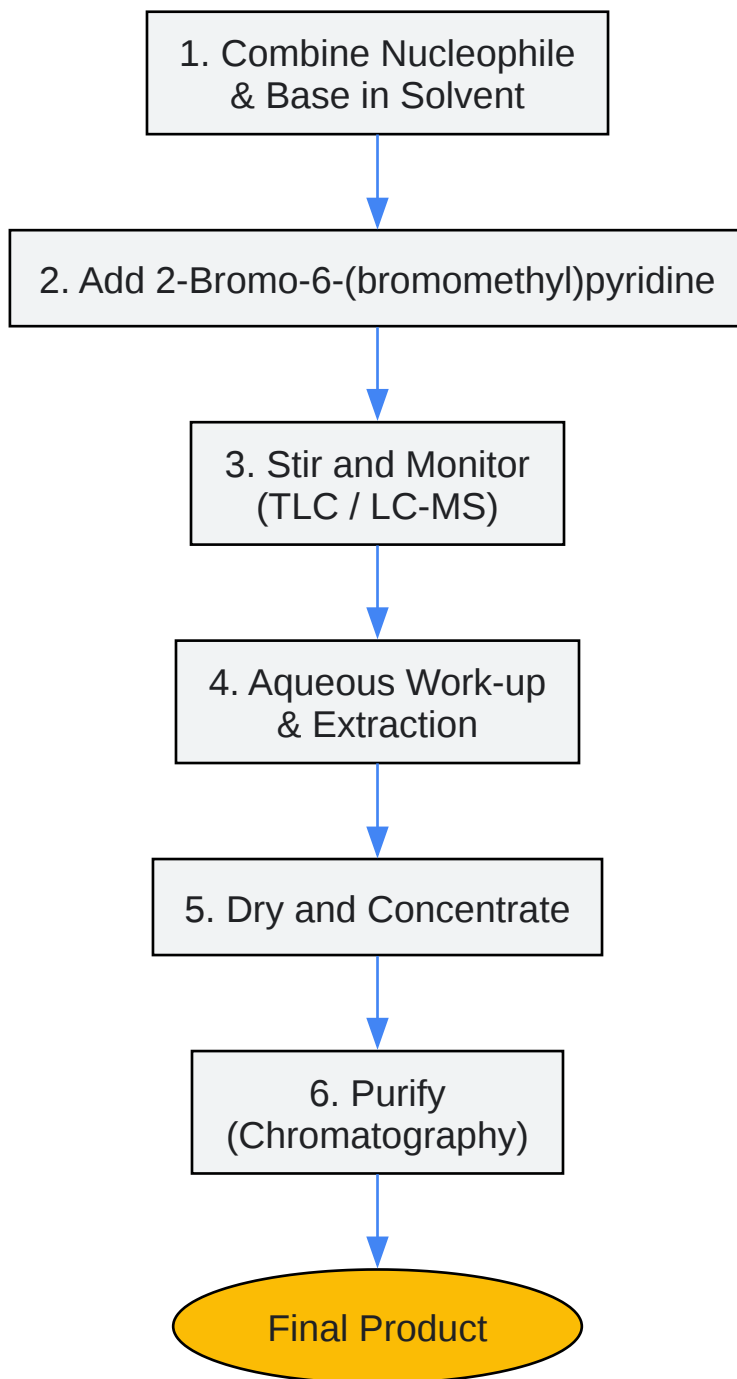 1. Combine Nucleophile
& Base in Solvent
2. Add 2-Bromo-6-(bromomethyl)pyridine
3. Stir and Monitor
(TLC / LC-MS)
4. Aqueous Work-up
& Extraction
5. Dry and Concentrate
6. Purify
(Chromatography)
Final Product